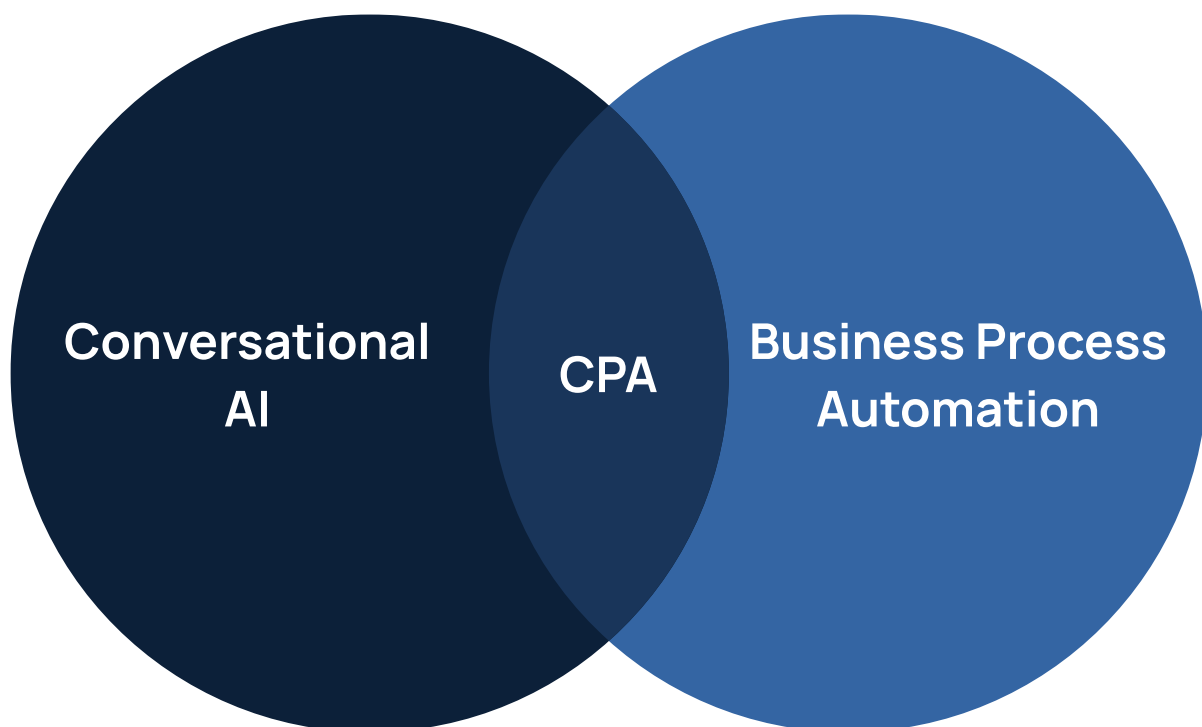 Conversational
AI
CPA
Business Process
Automation